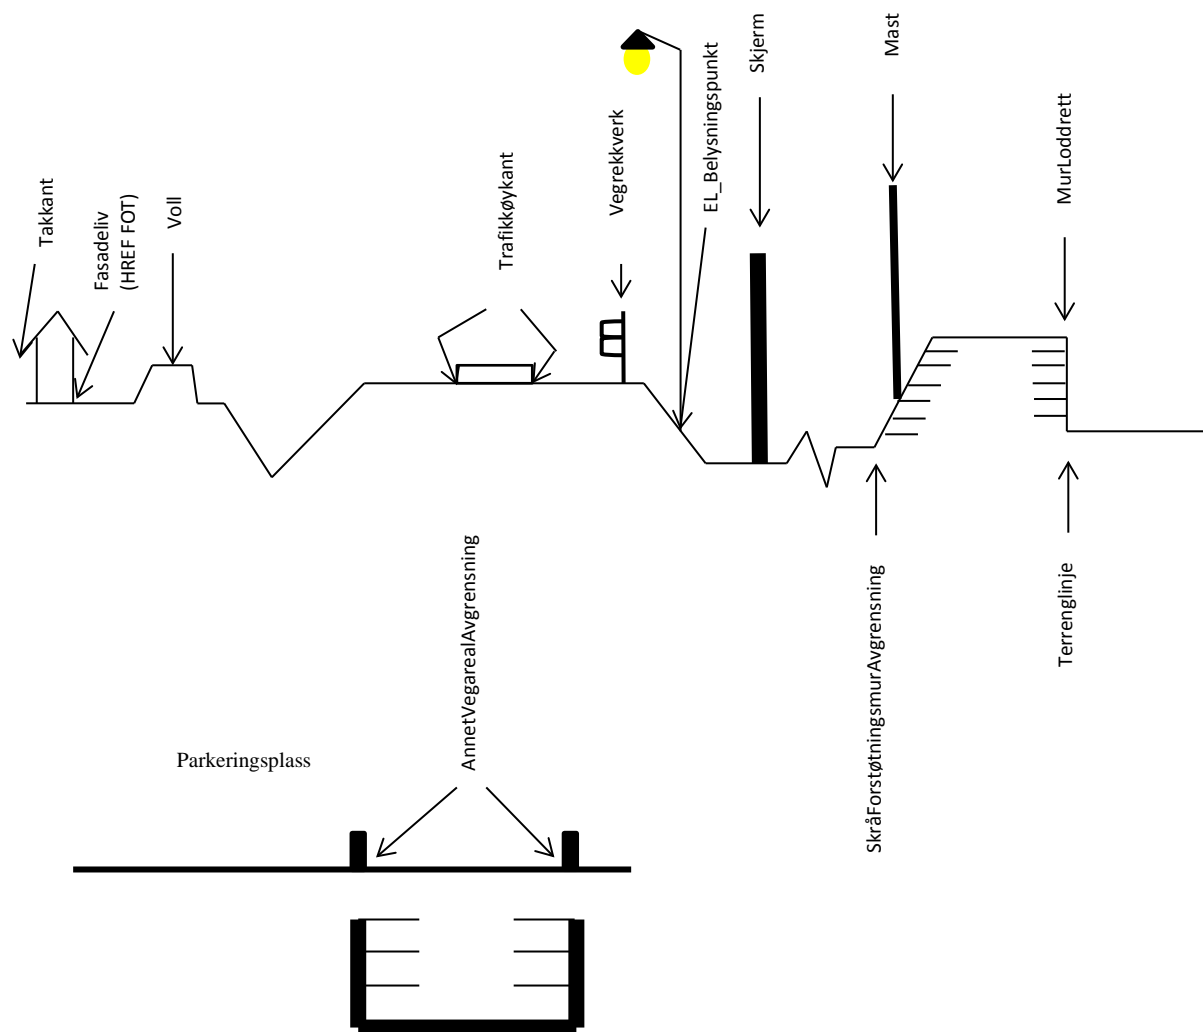 Takkant
Fasadeliv
(HREF FOT)
Voll
Trafikkøykant
Vegrekkverk
EL_Belysningspunkt
Skjerm
Mast
MurLoddrett
SkråForstøtningsmurAvgrensning
Terrenglinje
AnnetVegarealAvgrensning
Parkeringsplass